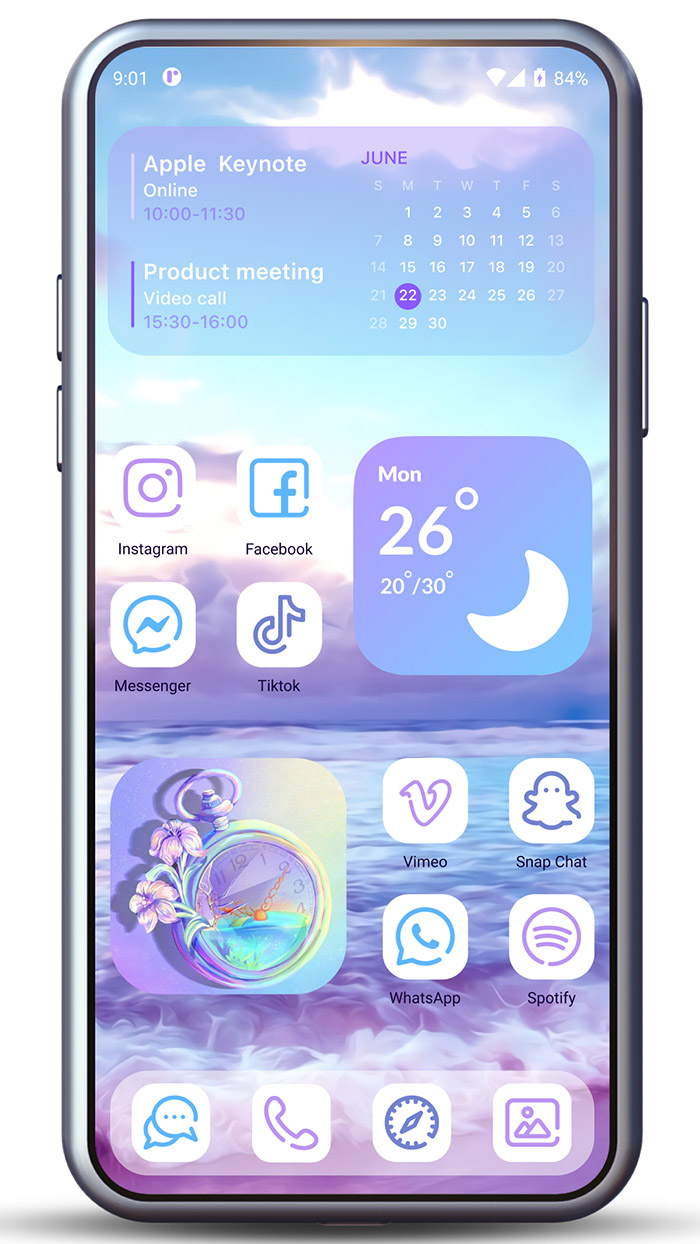 9:01
84%
Apple Keynote
Online
10:00-11:30
Product meeting
Video call
15:30-16:00
JUNE
S M T W T F S
1 2 3 4 5 6
7 8 9 10 11 12 13
14 15 16 17 18 19 20
21 22 23 24 25 26 27
28 29 30
Instagram
Facebook
Messenger
Tiktok
Mon
26°
20°/30°
12 1
Vimeo
Snap Chat
WhatsApp
Spotify